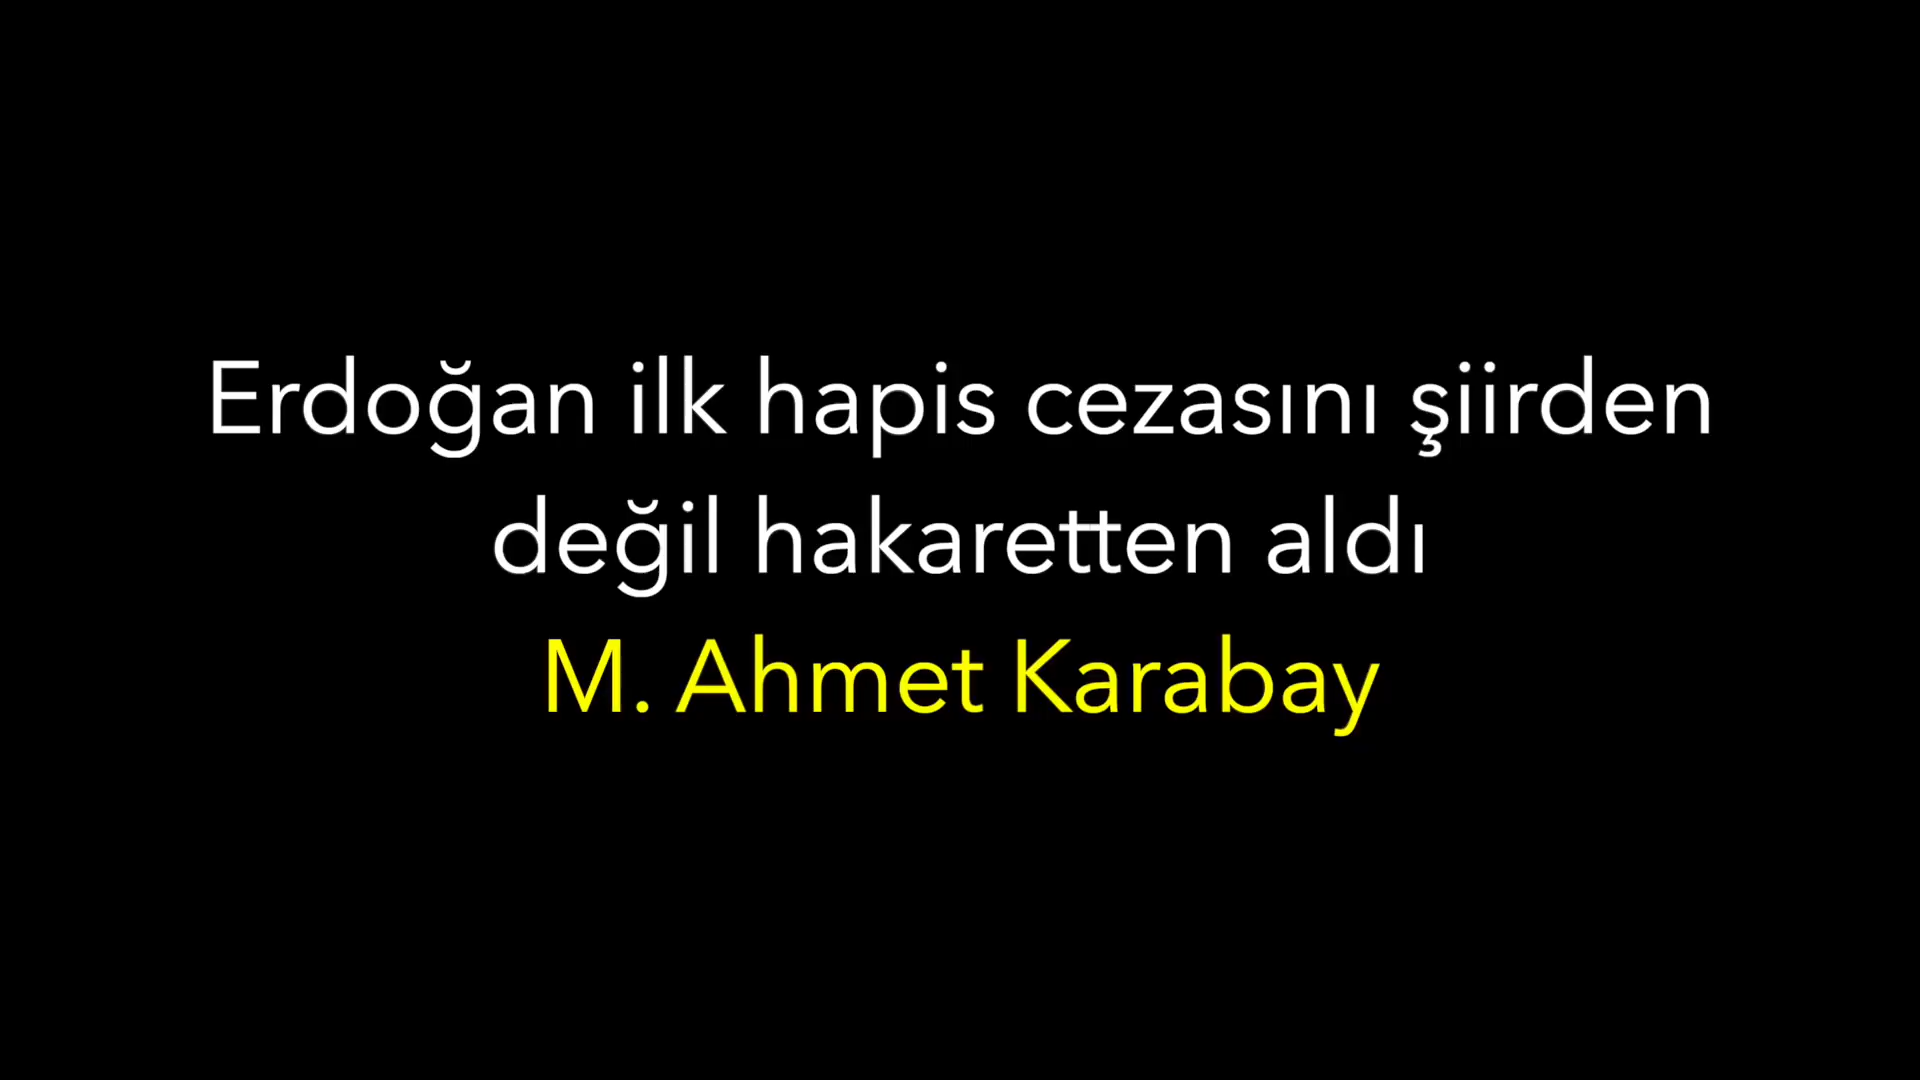 Erdoğan ilk hapis cezasını şiirden
değil hakaretten aldı
M. Ahmet Karabay